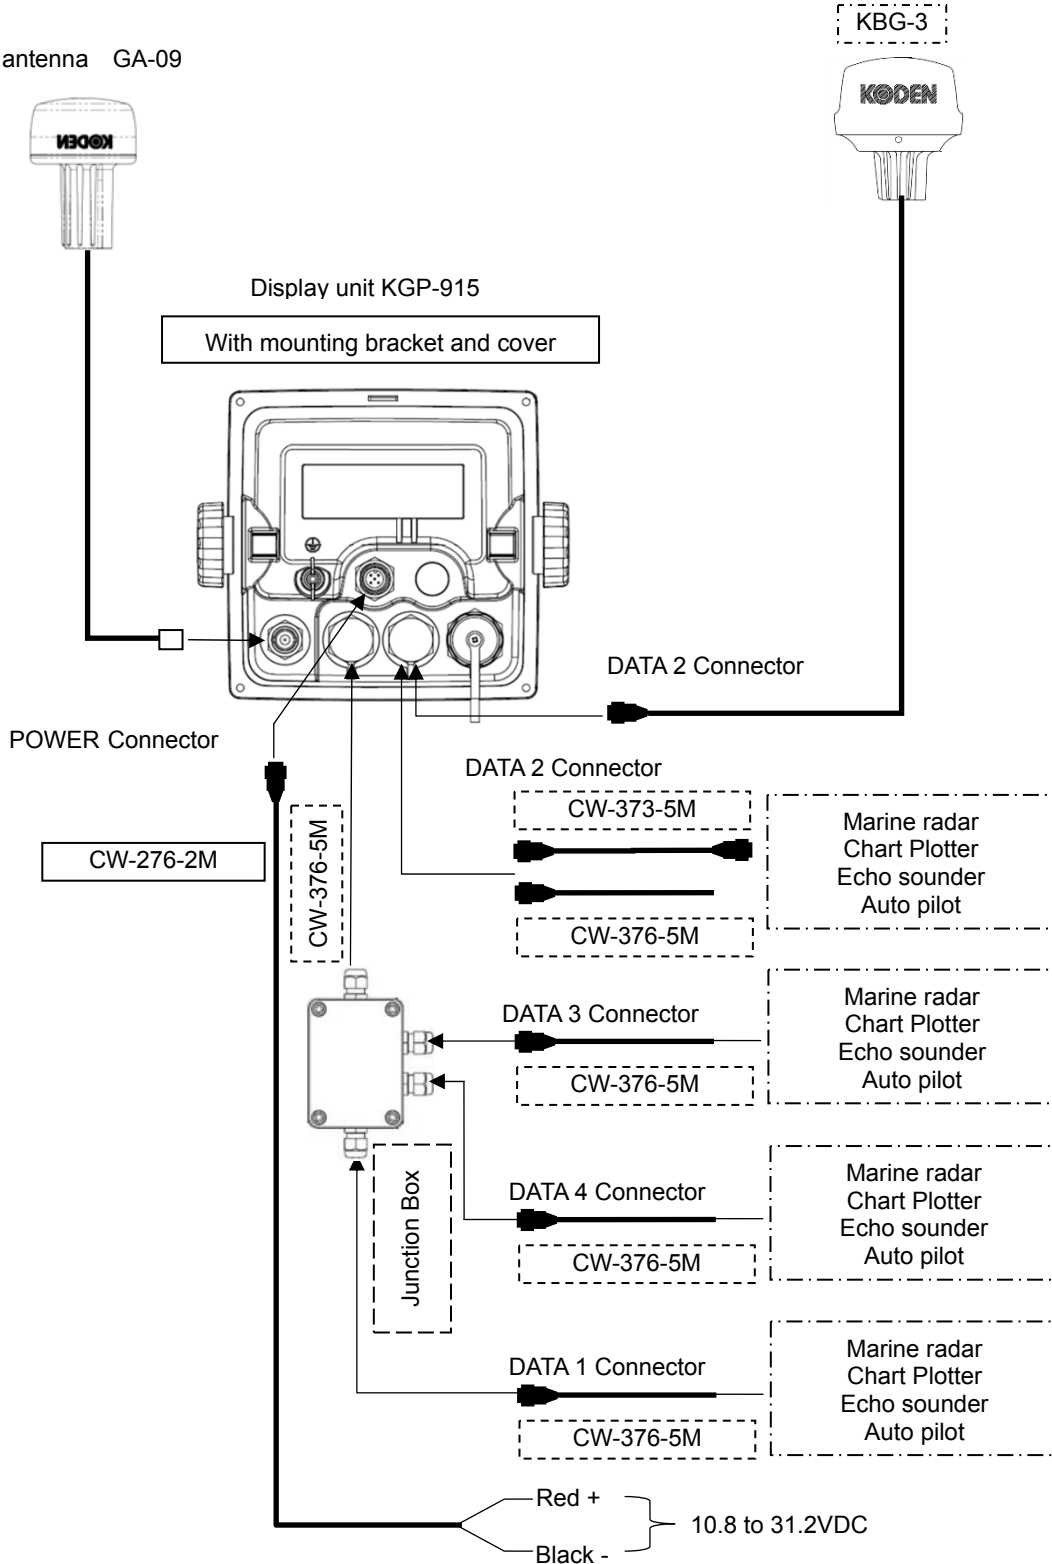 KBG-3
antenna GA-09
KODEN
KODEN
Display unit KGP-915
With mounting bracket and cover
DATA 2 Connector
POWER Connector
DATA 2 Connector
CW-373-5M
Marine radar
Chart Plotter
Echo sounder
Auto pilot
CW-276-2M
CW-376-5M
CW-376-5M
DATA 3 Connector
CW-376-5M
Marine radar
Chart Plotter
Echo sounder
Auto pilot
Junction Box
DATA 4 Connector
CW-376-5M
Marine radar
Chart Plotter
Echo sounder
Auto pilot
DATA 1 Connector
CW-376-5M
Marine radar
Chart Plotter
Echo sounder
Auto pilot
Red +
10.8 to 31.2VDC
Black -